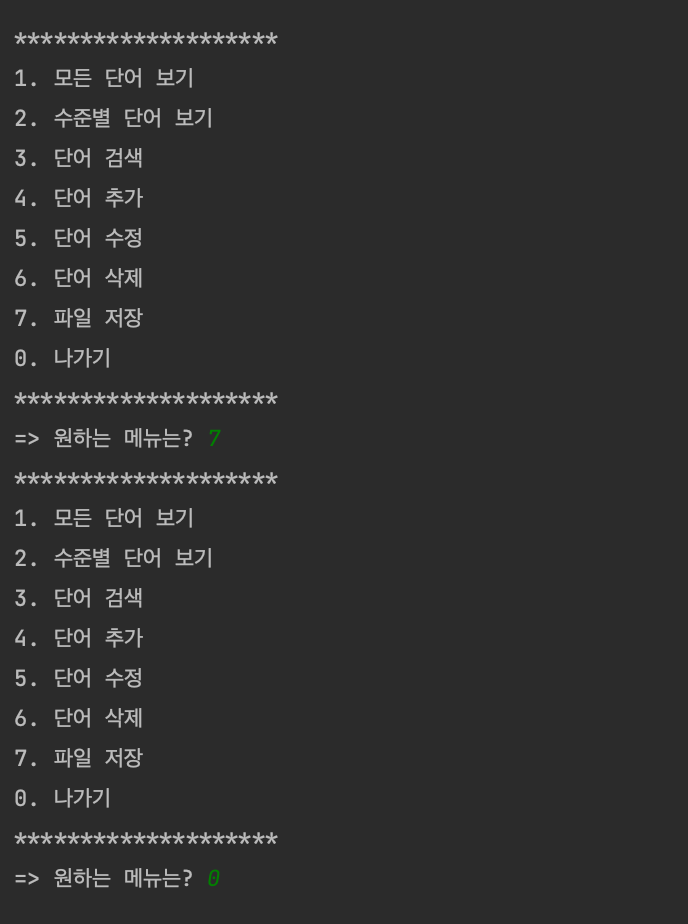 ********************
1. 모든 단어 보기
2. 수준별 단어 보기
3. 단어 검색
4. 단어 추가
5. 단어 수정
6. 단어 삭제
7. 파일 저장
0. 나가기
********************
=> 원하는 메뉴는? 7
********************
1. 모든 단어 보기
2. 수준별 단어 보기
3. 단어 검색
4. 단어 추가
5. 단어 수정
6. 단어 삭제
7. 파일 저장
0. 나가기
********************
=> 원하는 메뉴는? 0